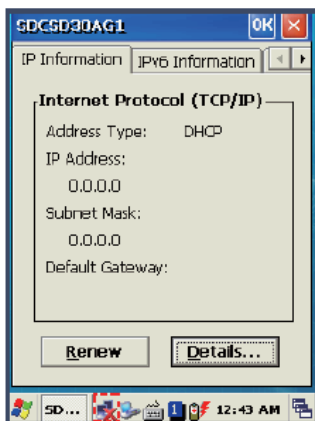 SDCSD30AG1 OK
IP Information IPv6 Information
Internet Protocol (TCP/IP)
Address Type: DHCP
IP Address:
0.0.0.0
Subnet Mask:
0.0.0.0
Default Gateway:
Renew Details...
SD... 1 12:43 AM